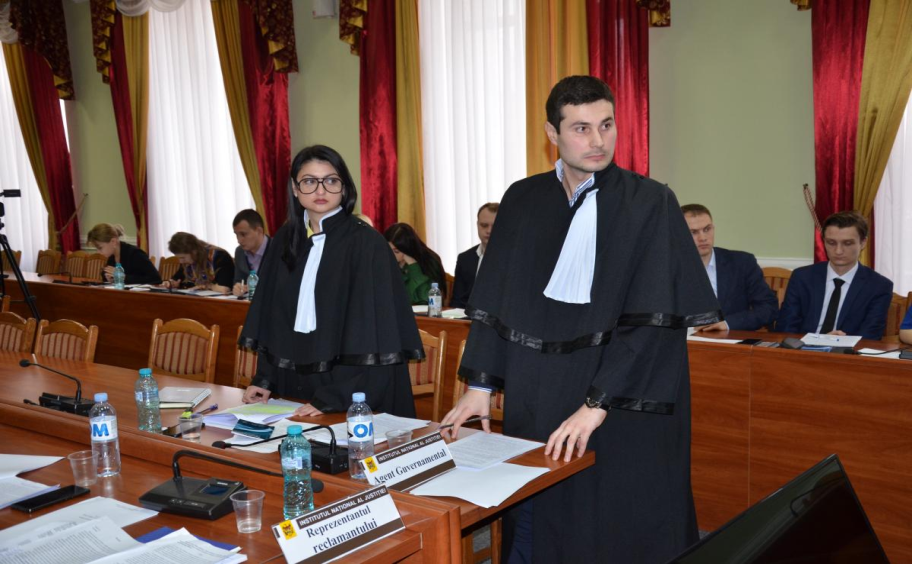 OM
OM
INSTITUTUL NAȚIONAL AL JUSTIȚIEI
Agent Guvernamental
INSTITUTUL NAȚIONAL AL JUSTIȚIEI
Reprezentantul
reclamantului